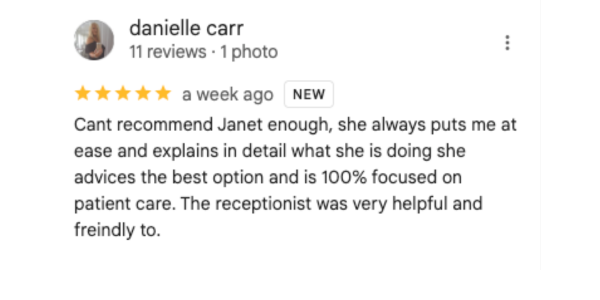 danielle carr
11 reviews · 1 photo
a week ago NEW
Cant recommend Janet enough, she always puts me at
ease and explains in detail what she is doing she
advices the best option and is 100% focused on
patient care. The receptionist was very helpful and
freindly to.